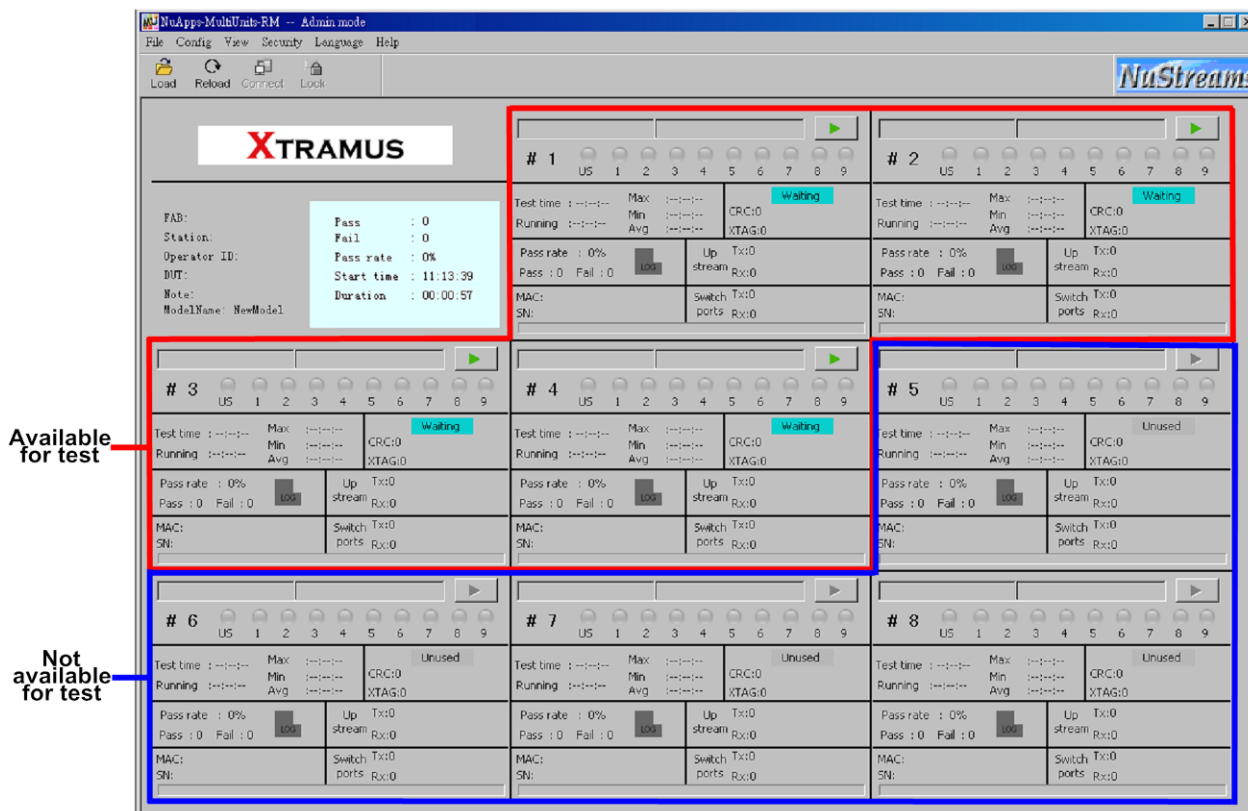 NuApps-MultiUnits-RM -- Admin mode
File Config View Security Language Help
Load Reload Connect Lock
NuStreams
XTRAMUS
FAB:
Station:
Operator ID:
DUT:
Note:
ModelName: NewModel
Pass : 0
Fail : 0
Pass rate : 0%
Start time : 11:13:39
Duration : 00:00:57
# 1
US 1 2 3 4 5 6 7 8 9
Test time : --:--:--
Running :--:--:--
Max :--:--:--
Min :--:--:--
Avg :--:--:--
Waiting
CRC:0
XTAG:0
Pass rate : 0%
Pass : 0 Fail : 0
LOG
Up stream Tx:0
Rx:0
MAC:
SN:
Switch ports Tx:0
Rx:0
# 2
US 1 2 3 4 5 6 7 8 9
Test time : --:--:--
Running :--:--:--
Max :--:--:--
Min :--:--:--
Avg :--:--:--
Waiting
CRC:0
XTAG:0
Pass rate : 0%
Pass : 0 Fail : 0
LOG
Up stream Tx:0
Rx:0
MAC:
SN:
Switch ports Tx:0
Rx:0
Available
for test
# 3
US 1 2 3 4 5 6 7 8 9
Test time : --:--:--
Running :--:--:--
Max :--:--:--
Min :--:--:--
Avg :--:--:--
Waiting
CRC:0
XTAG:0
Pass rate : 0%
Pass : 0 Fail : 0
LOG
Up stream Tx:0
Rx:0
MAC:
SN:
Switch ports Tx:0
Rx:0
# 4
US 1 2 3 4 5 6 7 8 9
Test time : --:--:--
Running :--:--:--
Max :--:--:--
Min :--:--:--
Avg :--:--:--
Waiting
CRC:0
XTAG:0
Pass rate : 0%
Pass : 0 Fail : 0
LOG
Up stream Tx:0
Rx:0
MAC:
SN:
Switch ports Tx:0
Rx:0
# 5
US 1 2 3 4 5 6 7 8 9
Test time : --:--:--
Running :--:--:--
Max :--:--:--
Min :--:--:--
Avg :--:--:--
Unused
CRC:0
XTAG:0
Pass rate : 0%
Pass : 0 Fail : 0
LOG
Up stream Tx:0
Rx:0
MAC:
SN:
Switch ports Tx:0
Rx:0
Not
available
for test
# 6
US 1 2 3 4 5 6 7 8 9
Test time : --:--:--
Running :--:--:--
Max :--:--:--
Min :--:--:--
Avg :--:--:--
Unused
CRC:0
XTAG:0
Pass rate : 0%
Pass : 0 Fail : 0
LOG
Up stream Tx:0
Rx:0
MAC:
SN:
Switch ports Tx:0
Rx:0
# 7
US 1 2 3 4 5 6 7 8 9
Test time : --:--:--
Running :--:--:--
Max :--:--:--
Min :--:--:--
Avg :--:--:--
Unused
CRC:0
XTAG:0
Pass rate : 0%
Pass : 0 Fail : 0
LOG
Up stream Tx:0
Rx:0
MAC:
SN:
Switch ports Tx:0
Rx:0
# 8
US 1 2 3 4 5 6 7 8 9
Test time : --:--:--
Running :--:--:--
Max :--:--:--
Min :--:--:--
Avg :--:--:--
Unused
CRC:0
XTAG:0
Pass rate : 0%
Pass : 0 Fail : 0
LOG
Up stream Tx:0
Rx:0
MAC:
SN:
Switch ports Tx:0
Rx:0